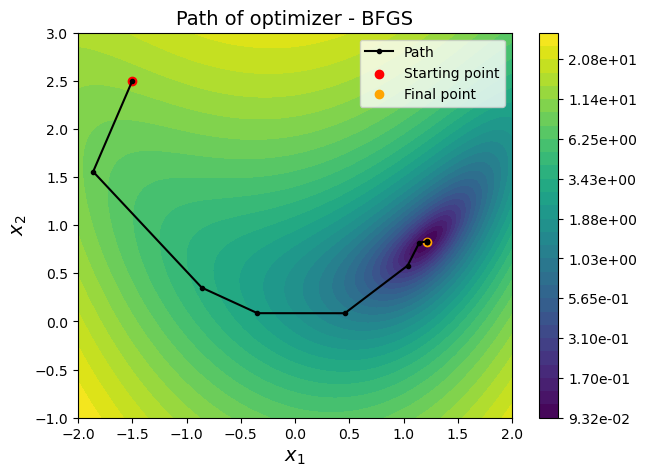 Path of optimizer - BFGS
Path
Starting point
Final point
3.0
2.5
2.0
1.5
1.0
0.5
0.0
−0.5
−1.0
x₂
−2.0 −1.5 −1.0 −0.5 0.0 0.5 1.0 1.5 2.0
x₁
2.08e+01
1.14e+01
6.25e+00
3.43e+00
1.88e+00
1.03e+00
5.65e-01
3.10e-01
1.70e-01
9.32e-02